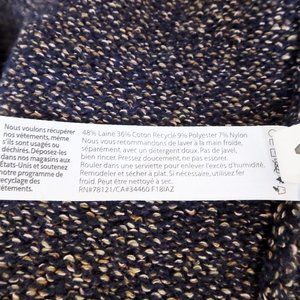 Nous voulons récupérer
nos vêtements, même
s'ils sont usagés ou
déchirés. Déposez-les
dans nos magasins aux
États-Unis et soutenez
notre programme de
recyclage des
vêtements.
48% Laine 36% Coton Recyclé 9% Polyester 7% Nylon
Nous vous recommandons de laver à la main froide,
séparément, avec un détergent doux. Pas de javel,
bien rincer. Pressez doucement, ne pas essorer.
Rouler dans une serviette pour enlever l'excès d'humidité.
Remodeler et sécher à plat. Si nécessaire, utilisez fer
froid. Peut être nettoyé à sec.
RN#78121/CA#34460 F18IAZ